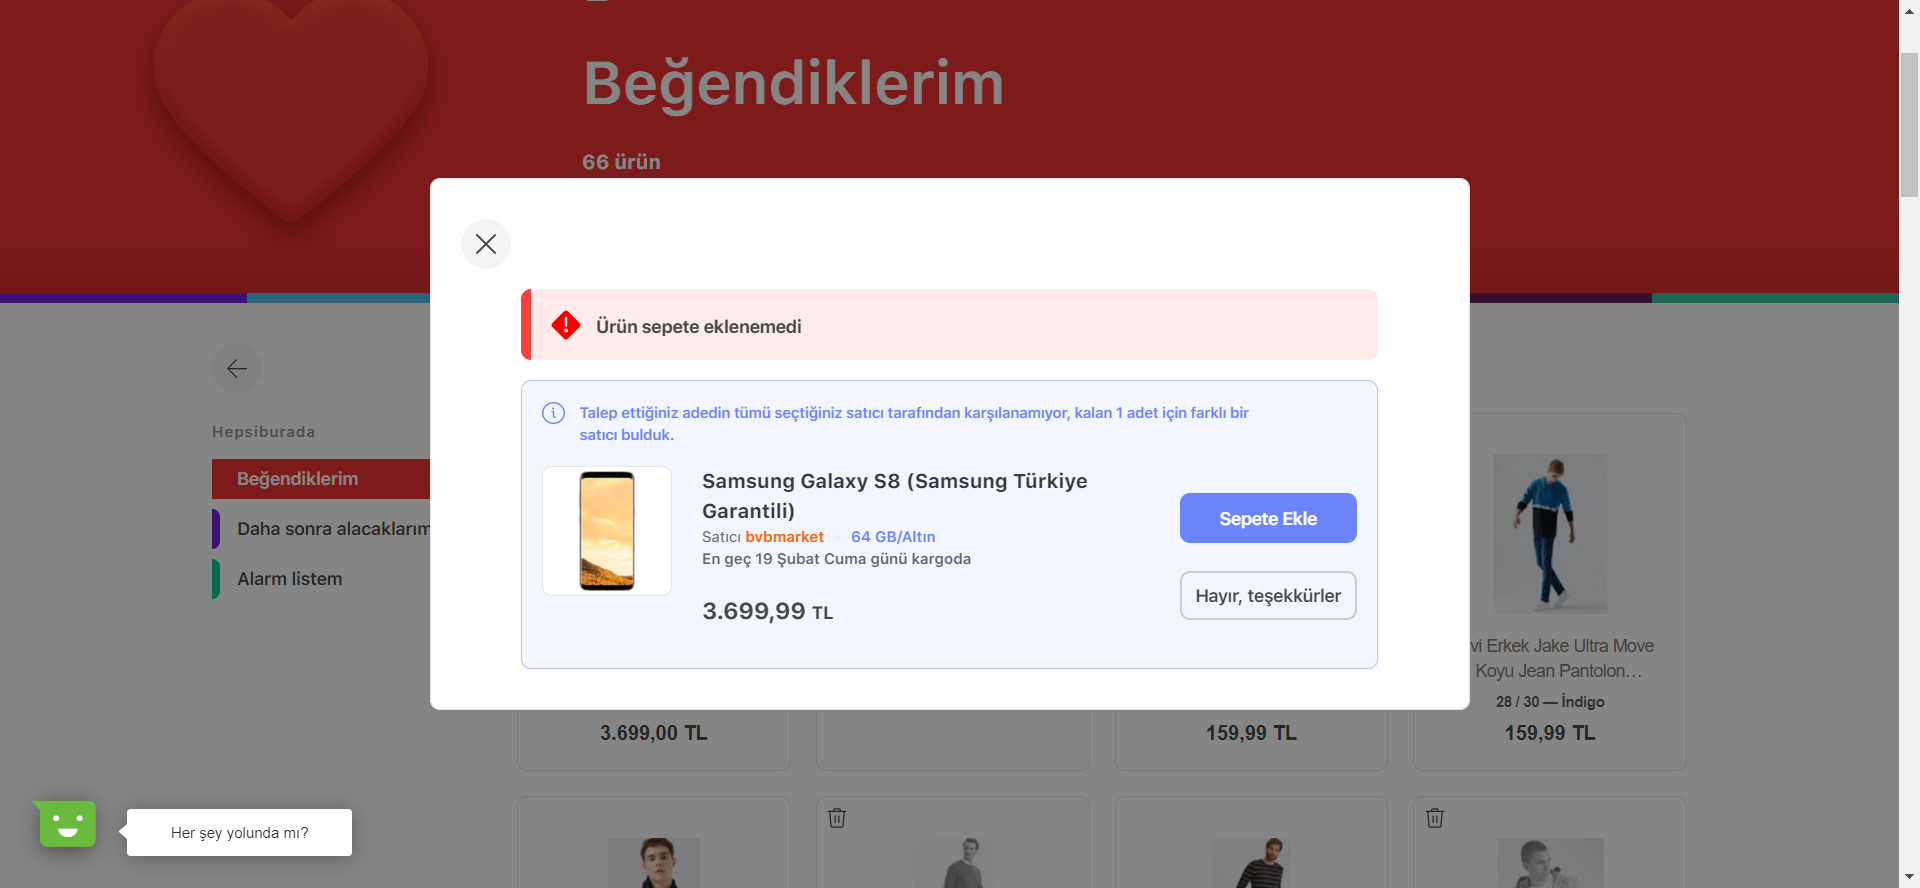 Beğendiklerim
66 ürün
Ürün sepete eklenemedi
Talep ettiğiniz adedin tümü seçtiğiniz satıcı tarafından karşılanamıyor, kalan 1 adet için farklı bir
satıcı bulduk.
Samsung Galaxy S8 (Samsung Türkiye
Garantili)
Satıcı bvbmarket 64 GB/Altın
En geç 19 Şubat Cuma günü kargoda
3.699,99 TL
Sepete Ekle
Hayır, teşekkürler
Hepsiburada
Beğendiklerim
Daha sonra alacaklarım
Alarm listem
vi Erkek Jake Ultra Move
Koyu Jean Pantolon…
28 / 30 — İndigo
3.699,00 TL
159,99 TL
159,99 TL
Her şey yolunda mı?